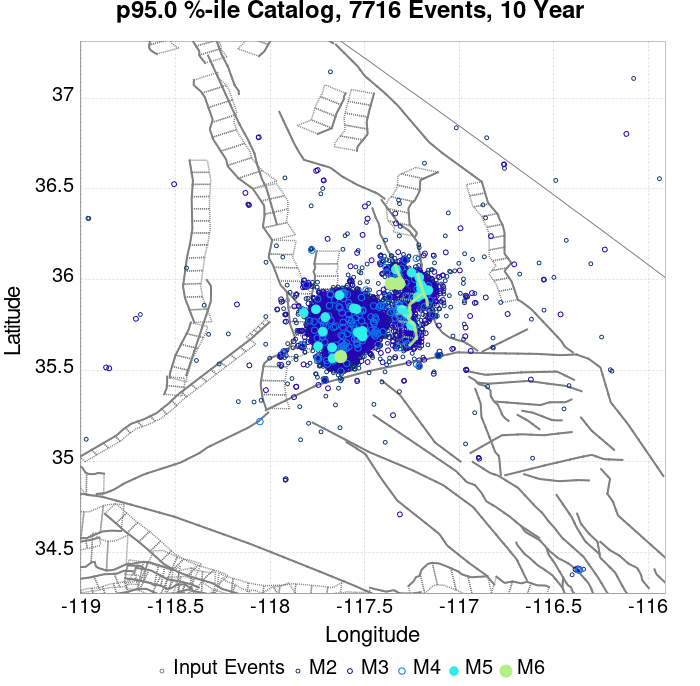 p95.0 %-ile Catalog, 7716 Events, 10 Year
37
36.5
36
35.5
35
34.5
Latitude
-119 -118.5 -118 -117.5 -117 -116.5 -116
Longitude
Input Events M2 M3 M4 M5 M6